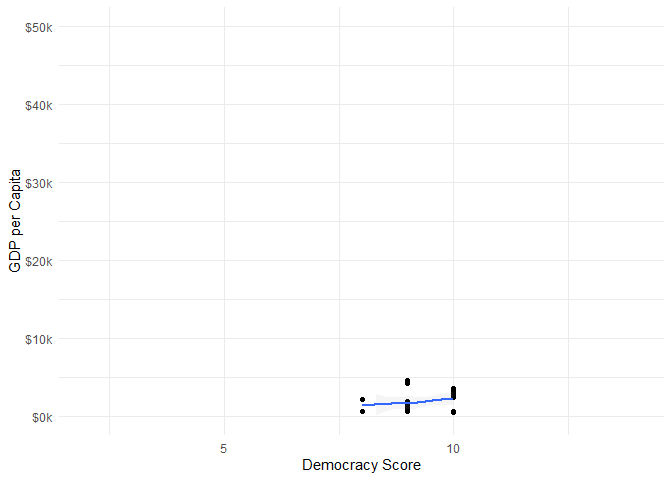 $50k
$40k
$30k
$20k
$10k
$0k
GDP per Capita
5 10
Democracy Score